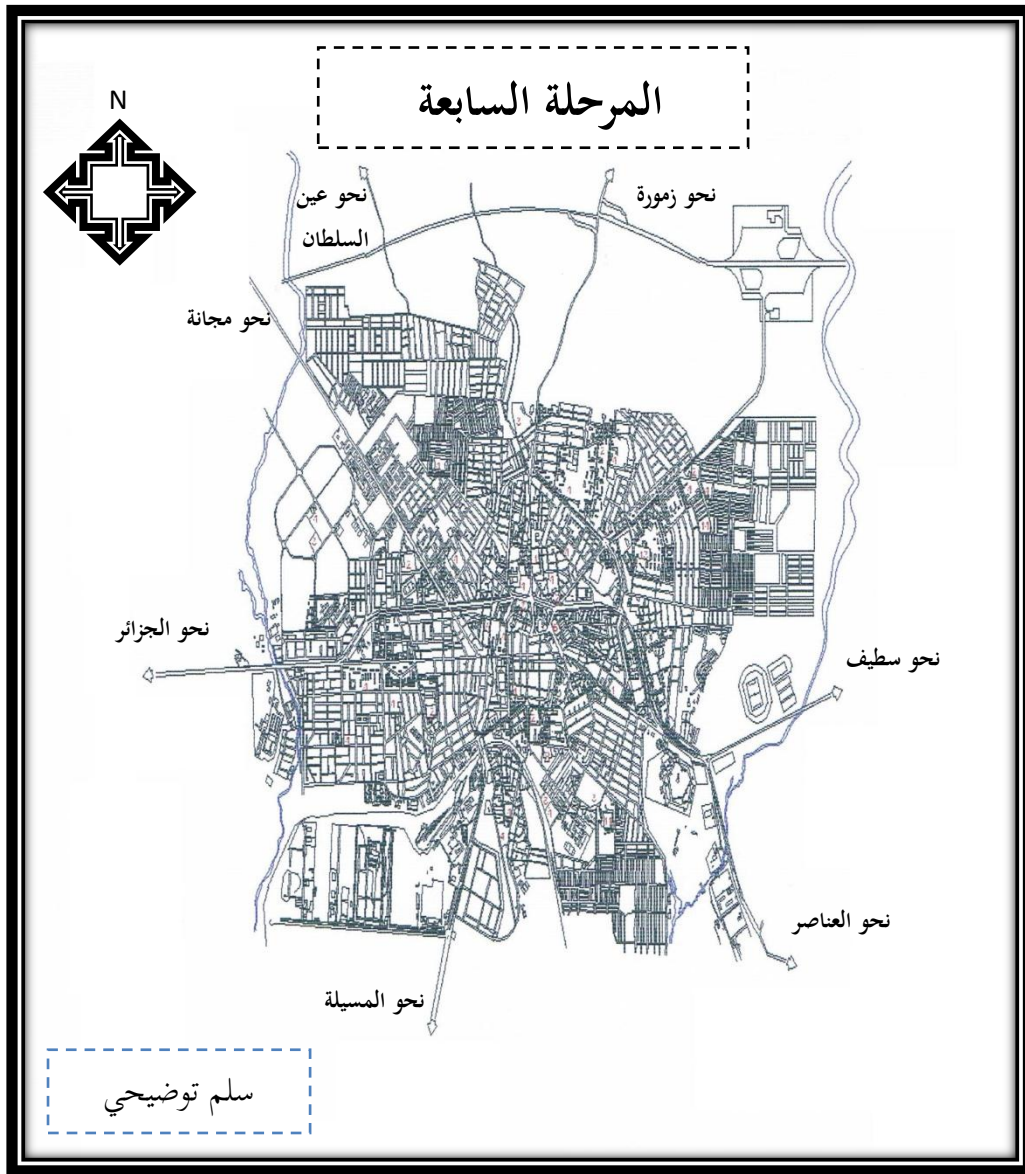 المرحلة السابعة
N
نحو عين
السلطان
نحو زمورة
نحو مجانة
نحو الجزائر
نحو سطيف
نحو العناصر
نحو المسيلة
سلم توضيحي